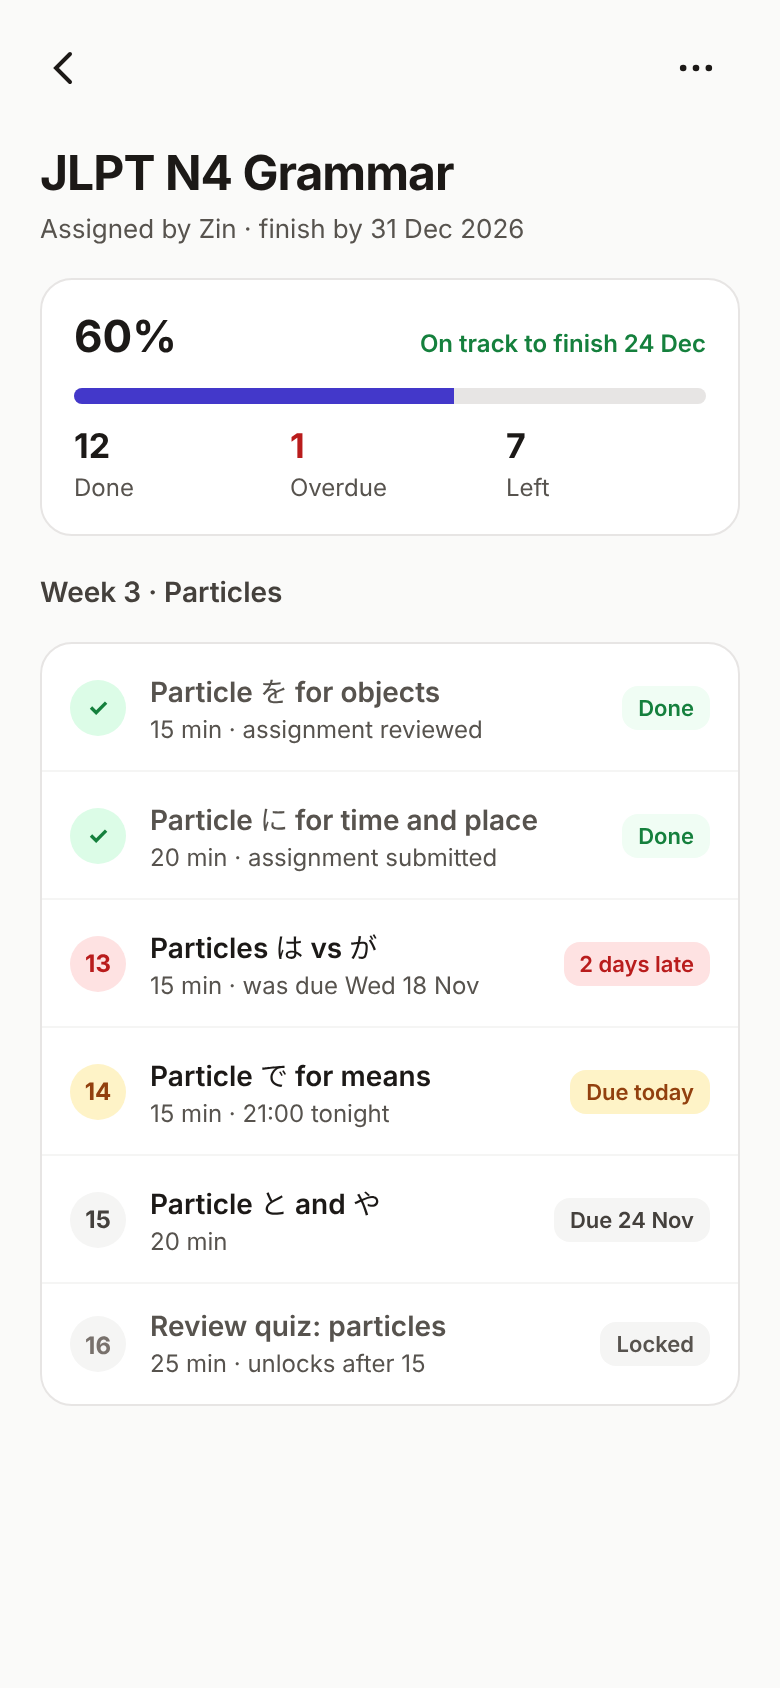 JLPT N4 Grammar
Assigned by Zin · finish by 31 Dec 2026
60%
On track to finish 24 Dec
12
1
7
Done
Overdue
Left
Week 3 · Particles
Particle を for objects
15 min · assignment reviewed
Done
Particle に for time and place
20 min · assignment submitted
Done
13
Particles は vs が
15 min · was due Wed 18 Nov
2 days late
14
Particle で for means
15 min · 21:00 tonight
Due today
15
Particle と and や
20 min
Due 24 Nov
16
Review quiz: particles
25 min · unlocks after 15
Locked